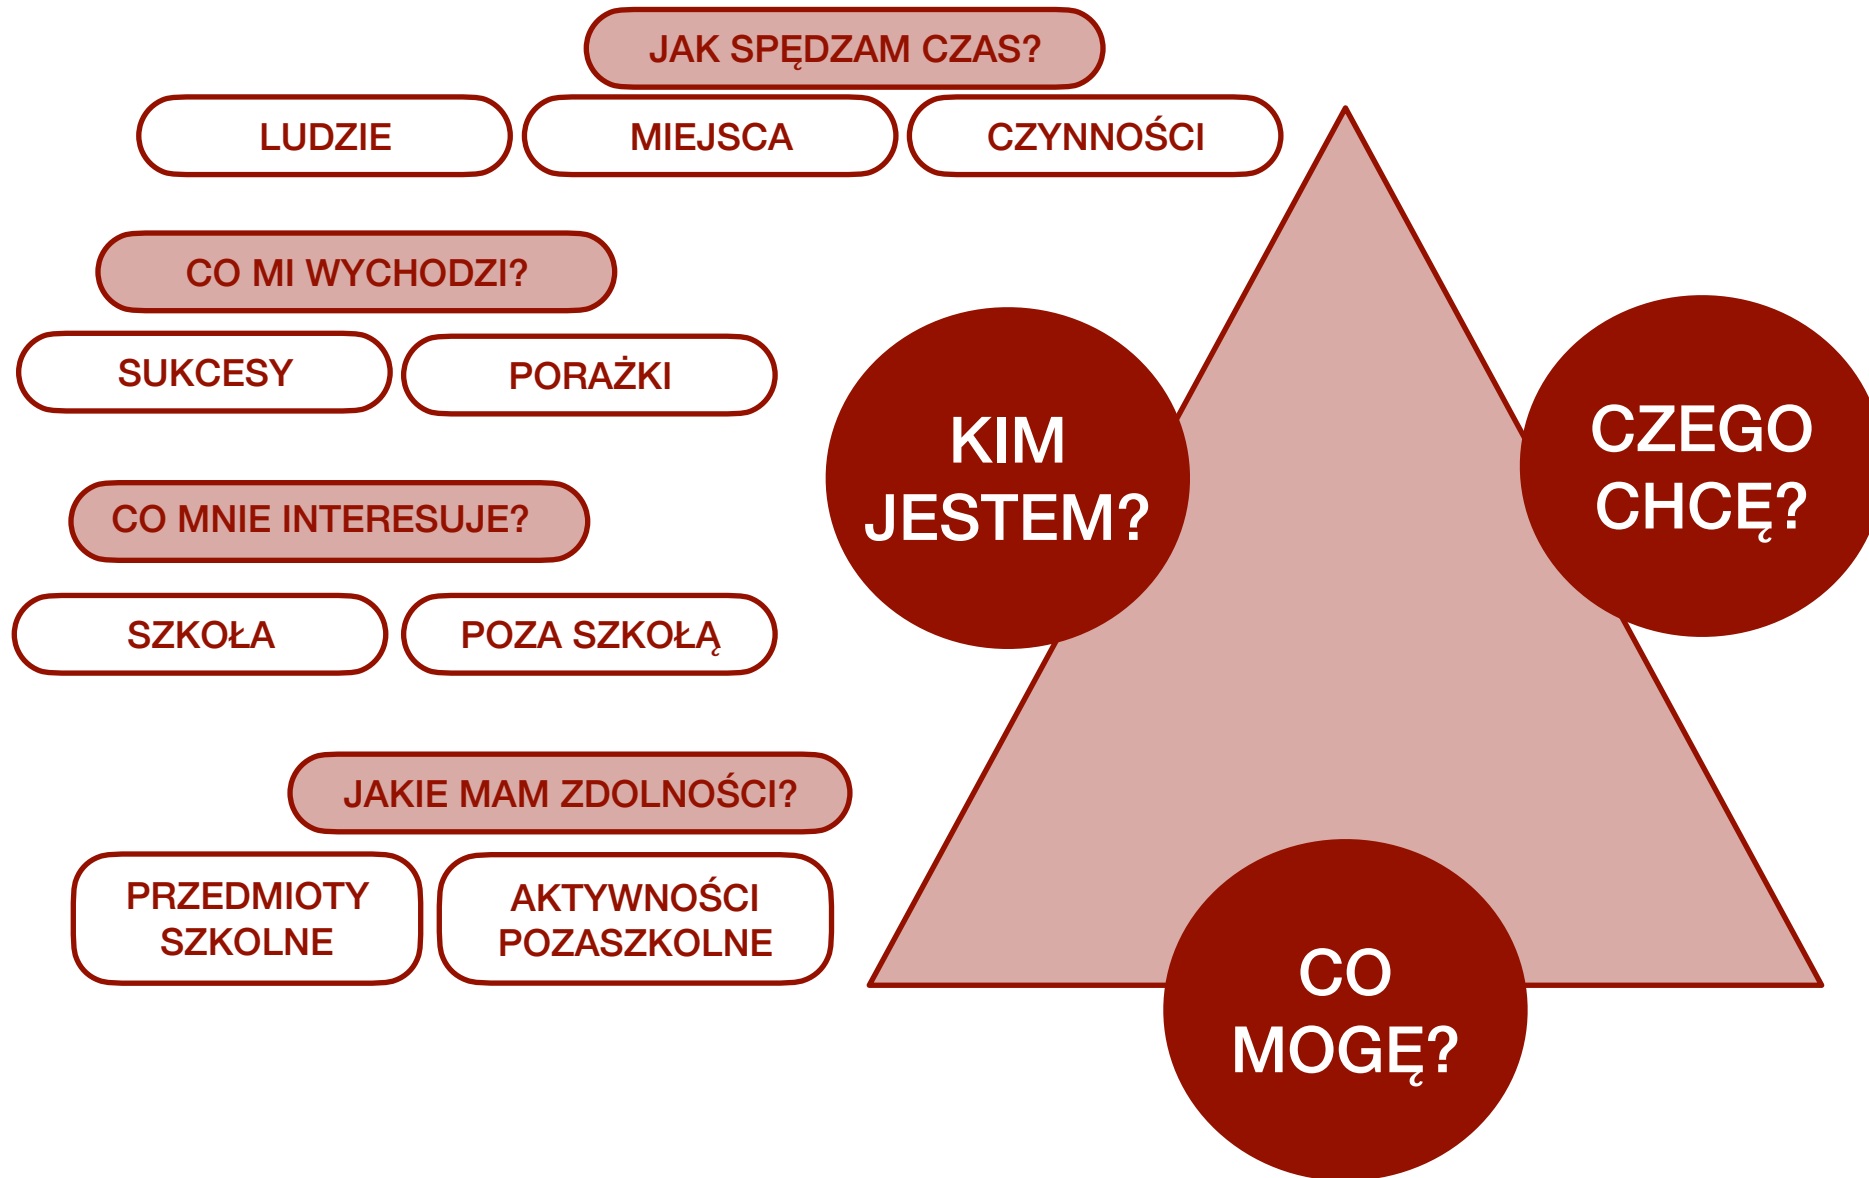 JAK SPĘDZAM CZAS?
LUDZIE
MIEJSCA
CZYNNOŚCI
CO MI WYCHODZI?
SUKCESY
PORAŻKI
CO MNIE INTERESUJE?
SZKOŁA
POZA SZKOŁĄ
JAKIE MAM ZDOLNOŚCI?
PRZEDMIOTY
SZKOLNE
AKTYWNOŚCI
POZASZKOLNE
KIM
JESTEM?
CZEGO
CHCĘ?
CO
MOGĘ?